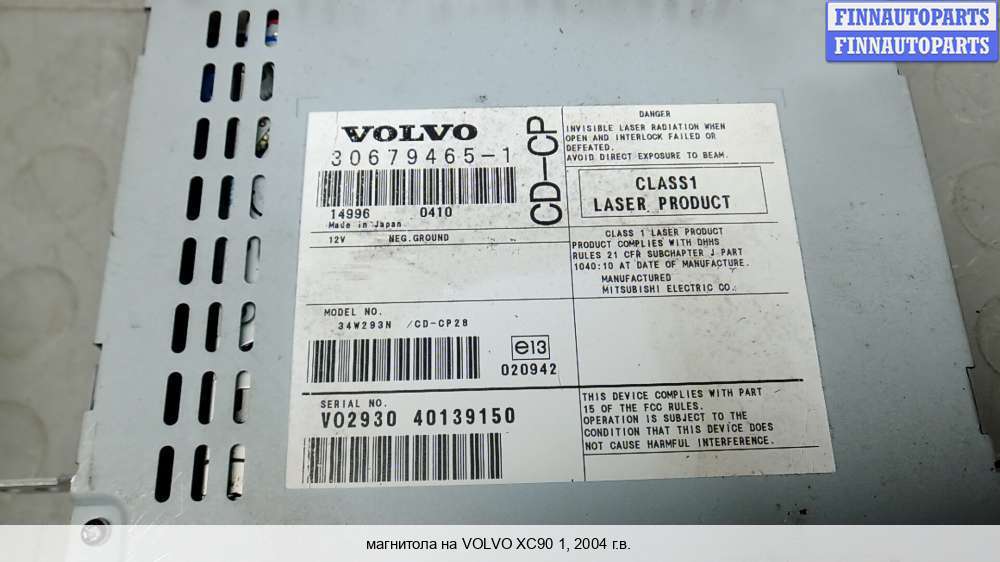 FINNAUTOPARTS
FINNAUTOPARTS
VOLVO
30679465-1
14996 0410
Made in Japan
CD-CP
12V NEG.GROUND
DANGER
INVISIBLE LASER RADIATION WHEN
OPEN AND INTERLOCK FAILED OR
DEFEATED.
AVOID DIRECT EXPOSURE TO BEAM.
CLASS1
LASER PRODUCT
CLASS 1 LASER PRODUCT
PRODUCT COMPLIES WITH DHHS
RULES 21 CFR SUBCHAPTER J PART
1040:10 AT DATE OF MANUFACTURE.
MANUFACTURED
MITSUBISHI ELECTRIC CO.
MODEL NO.
34W293N /CD-CP28
e13
020942
SERIAL NO.
VO2930 40139150
THIS DEVICE COMPLIES WITH PART
15 OF THE FCC RULES.
OPERATION IS SUBJECT TO THE
CONDITION THAT THIS DEVICE DOES
NOT CAUSE HARMFUL INTERFERENCE.
магнитола на VOLVO XC90 1, 2004 г.в.